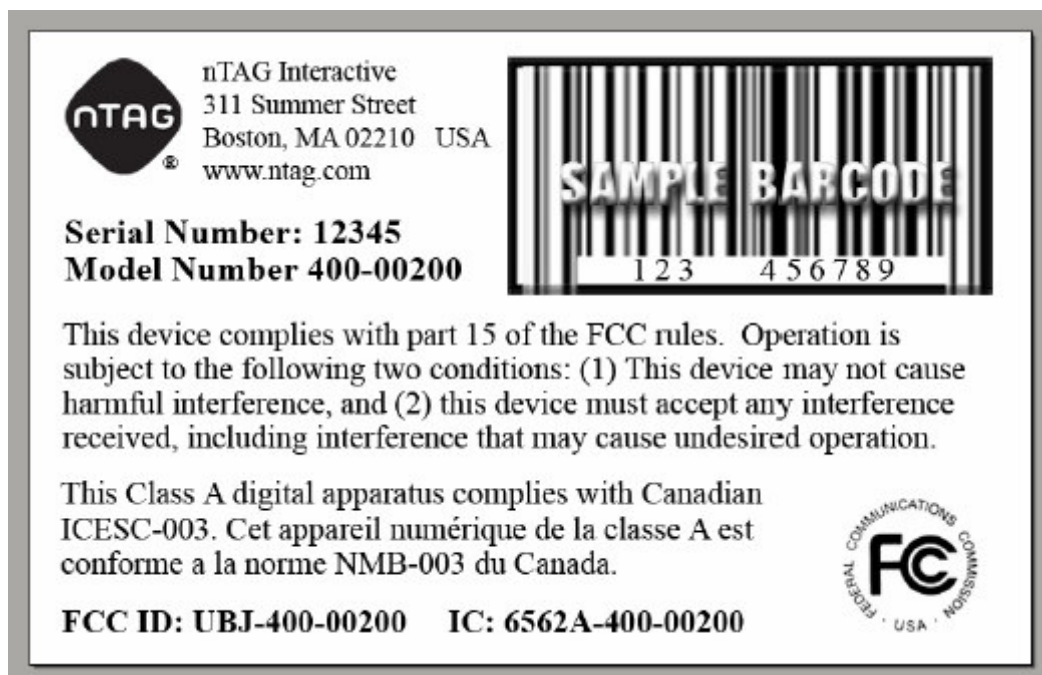 nTAG
®
nTAG Interactive
311 Summer Street
Boston, MA 02210 USA
www.ntag.com
Serial Number: 12345
Model Number 400-00200
SAMPLE BARCODE
123 456789
This device complies with part 15 of the FCC rules. Operation is
subject to the following two conditions: (1) This device may not cause
harmful interference, and (2) this device must accept any interference
received, including interference that may cause undesired operation.
This Class A digital apparatus complies with Canadian
ICESC-003. Cet appareil numérique de la classe A est
conforme a la norme NMB-003 du Canada.
FCC ID: UBJ-400-00200 IC: 6562A-400-00200
FEDERAL COMMUNICATIONS COMMISSION
FCC
· USA ·